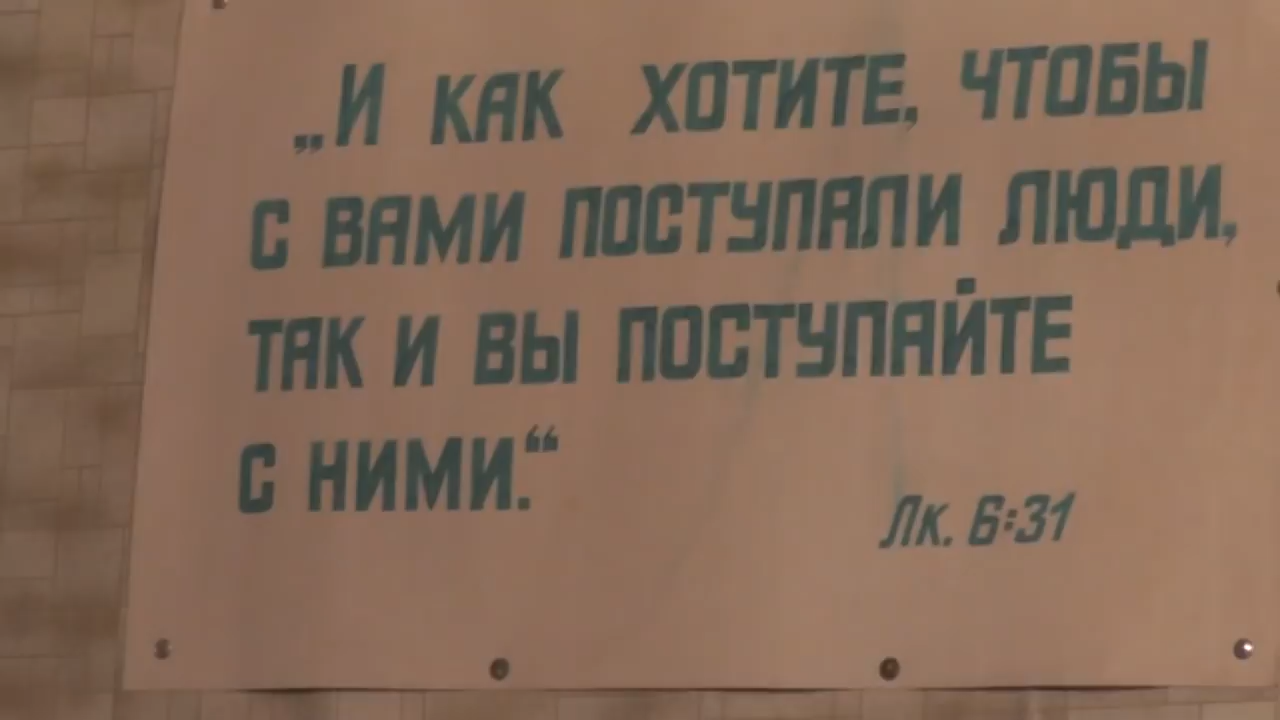 „И КАК ХОТИТЕ, ЧТОБЫ
С ВАМИ ПОСТУПАЛИ ЛЮДИ,
ТАК И ВЫ ПОСТУПАЙТЕ
С НИМИ.“
Лк. 6:31